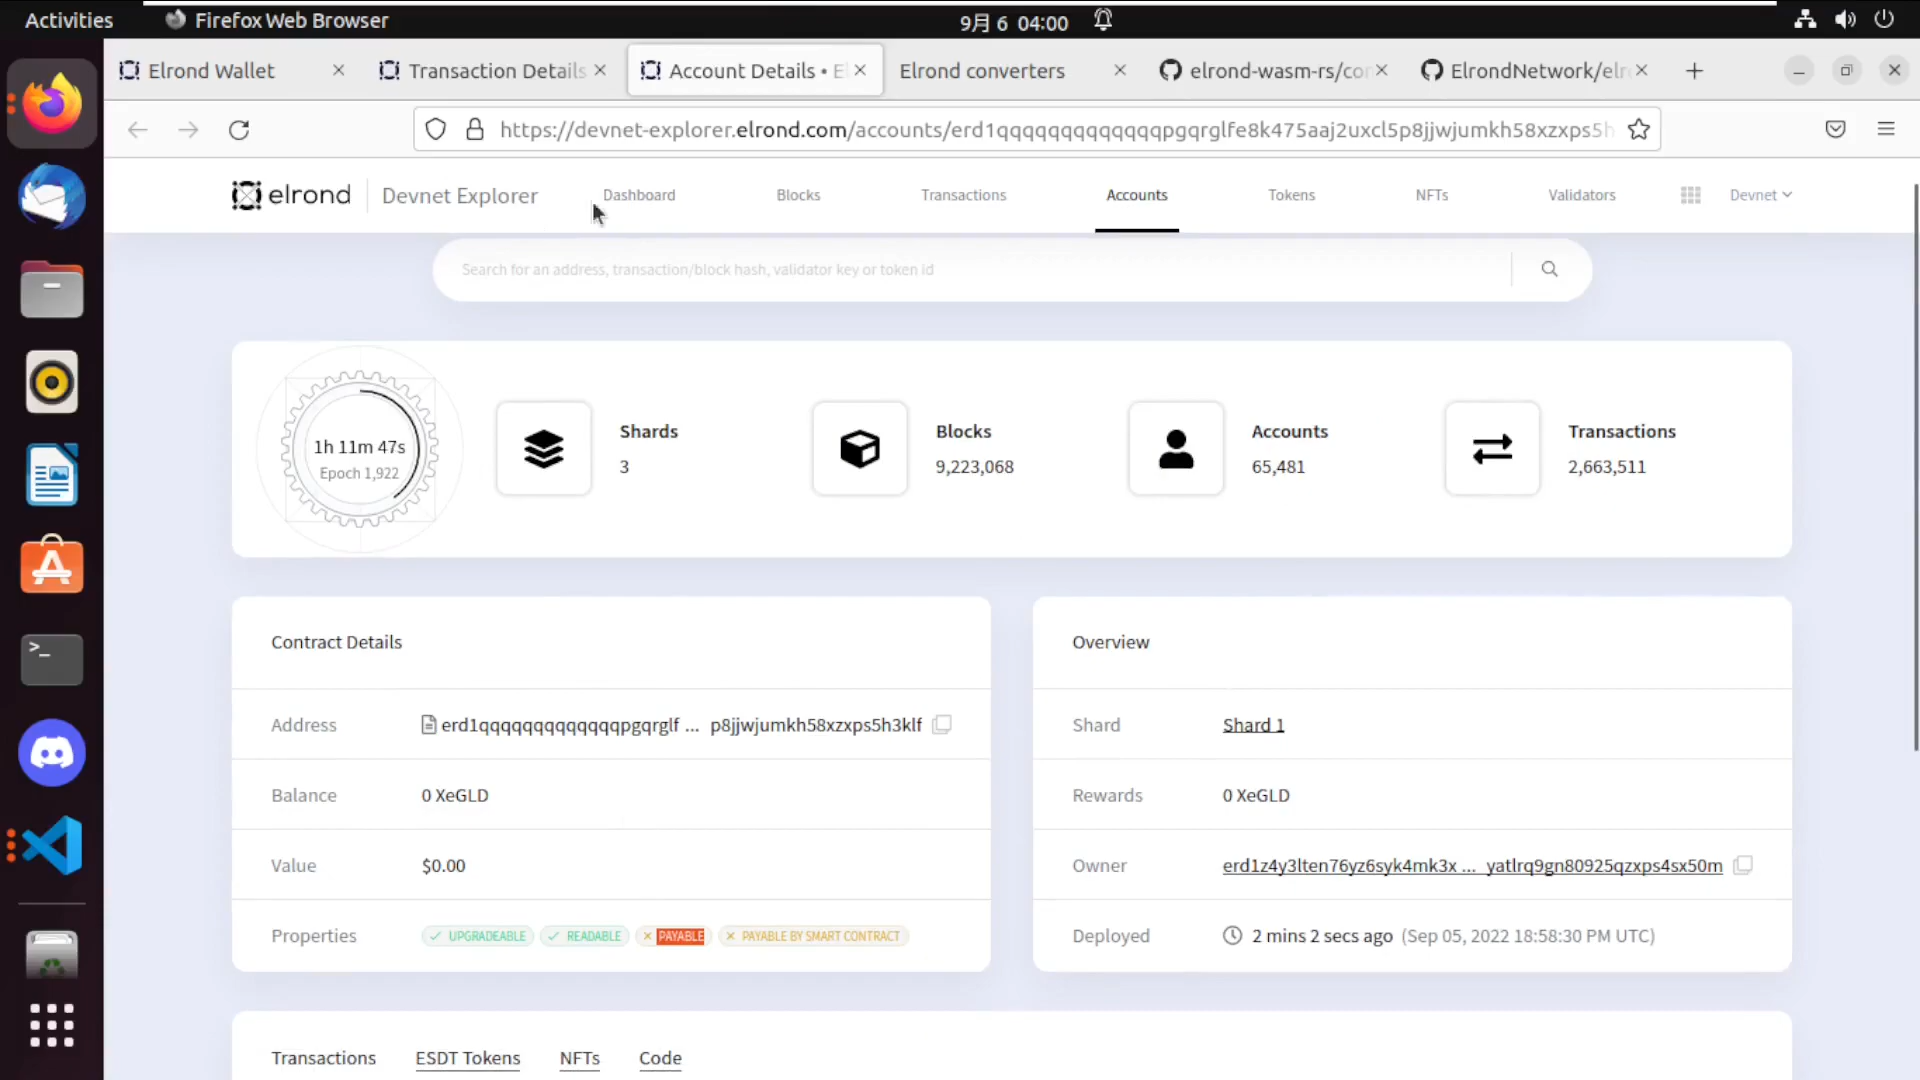 Activities
Firefox Web Browser
9月 6 04:00
Elrond Wallet
Transaction Details
Account Details • E
Elrond converters
elrond-wasm-rs/cor
ElrondNetwork/elr
https://devnet-explorer.elrond.com/accounts/erd1qqqqqqqqqqqqqpgqrglfe8k475aaj2uxcl5p8jjwjumkh58xzxps5h
elrond
Devnet Explorer
Dashboard
Blocks
Transactions
Accounts
Tokens
NFTs
Validators
Devnet
Search for an address, transaction/block hash, validator key or token id
1h 11m 47s
Epoch 1,922
Shards
3
Blocks
9,223,068
Accounts
65,481
Transactions
2,663,511
Contract Details
Address
erd1qqqqqqqqqqqqqpgqrglf ... p8jjwjumkh58xzxps5h3klf
Balance
0 XeGLD
Value
$0.00
Properties
UPGRADEABLE
READABLE
PAYABLE
PAYABLE BY SMART CONTRACT
Overview
Shard
Shard 1
Rewards
0 XeGLD
Owner
erd1z4y3lten76yz6syk4mk3x ... yatlrq9gn80925qzxps4sx50m
Deployed
2 mins 2 secs ago (Sep 05, 2022 18:58:30 PM UTC)
Transactions
ESDT Tokens
NFTs
Code